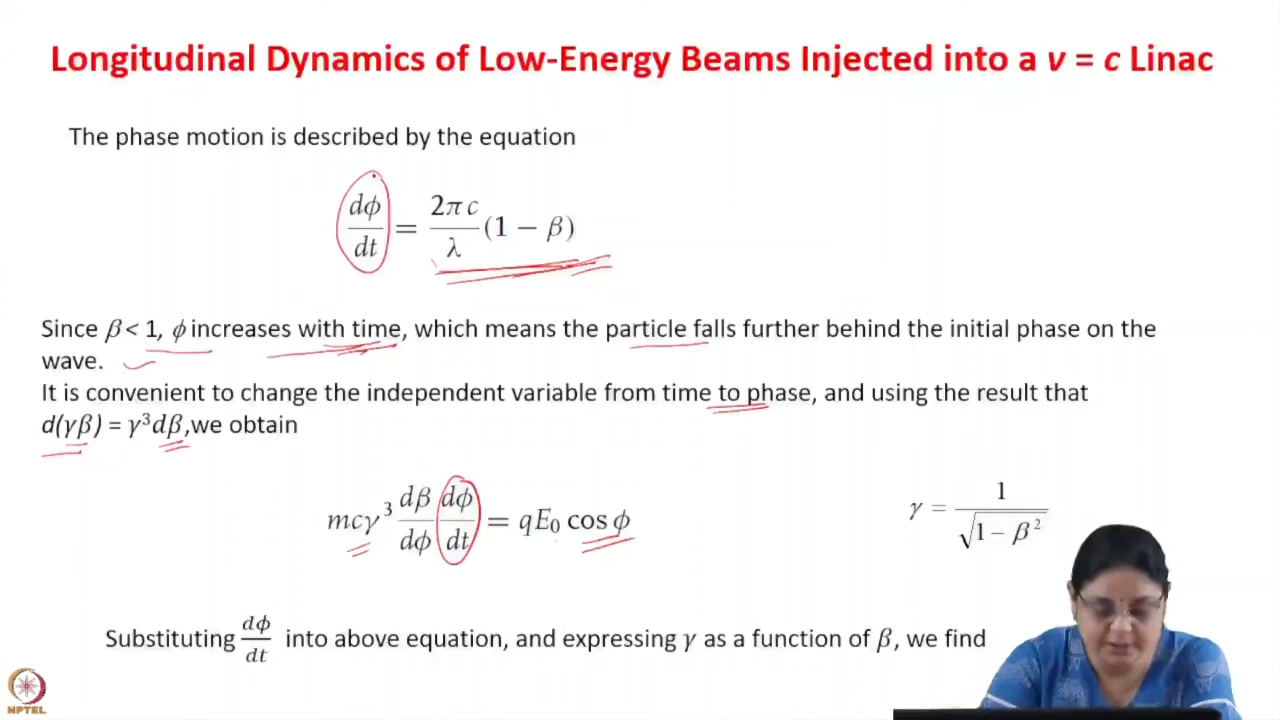 Longitudinal Dynamics of Low-Energy Beams Injected into a v = c Linac
The phase motion is described by the equation
dϕ/dt = 2πc/λ (1 − β)
Since β < 1, ϕ increases with time, which means the particle falls further behind the initial phase on the
wave.
It is convenient to change the independent variable from time to phase, and using the result that
d(γβ) = γ³dβ,we obtain
mcγ³ dβ/dϕ dϕ/dt = qE₀ cos ϕ
γ = 1/√(1 − β²)
Substituting dϕ/dt into above equation, and expressing γ as a function of β, we find
NPTEL